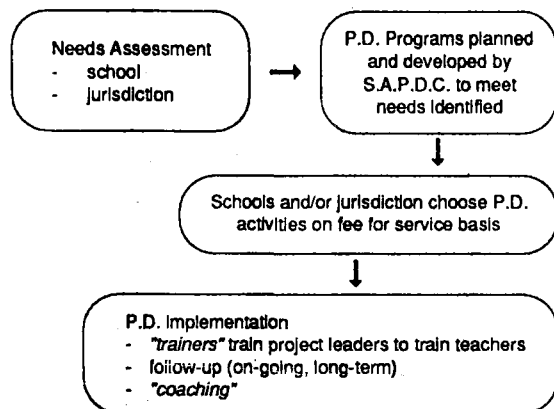 Needs Assessment
- school
- jurisdiction
P.D. Programs planned
and developed by
S.A.P.D.C. to meet
needs identified
Schools and/or jurisdiction choose P.D.
activities on fee for service basis
P.D. Implementation
- "trainers" train project leaders to train teachers
- follow-up (on-going, long-term)
- "coaching"